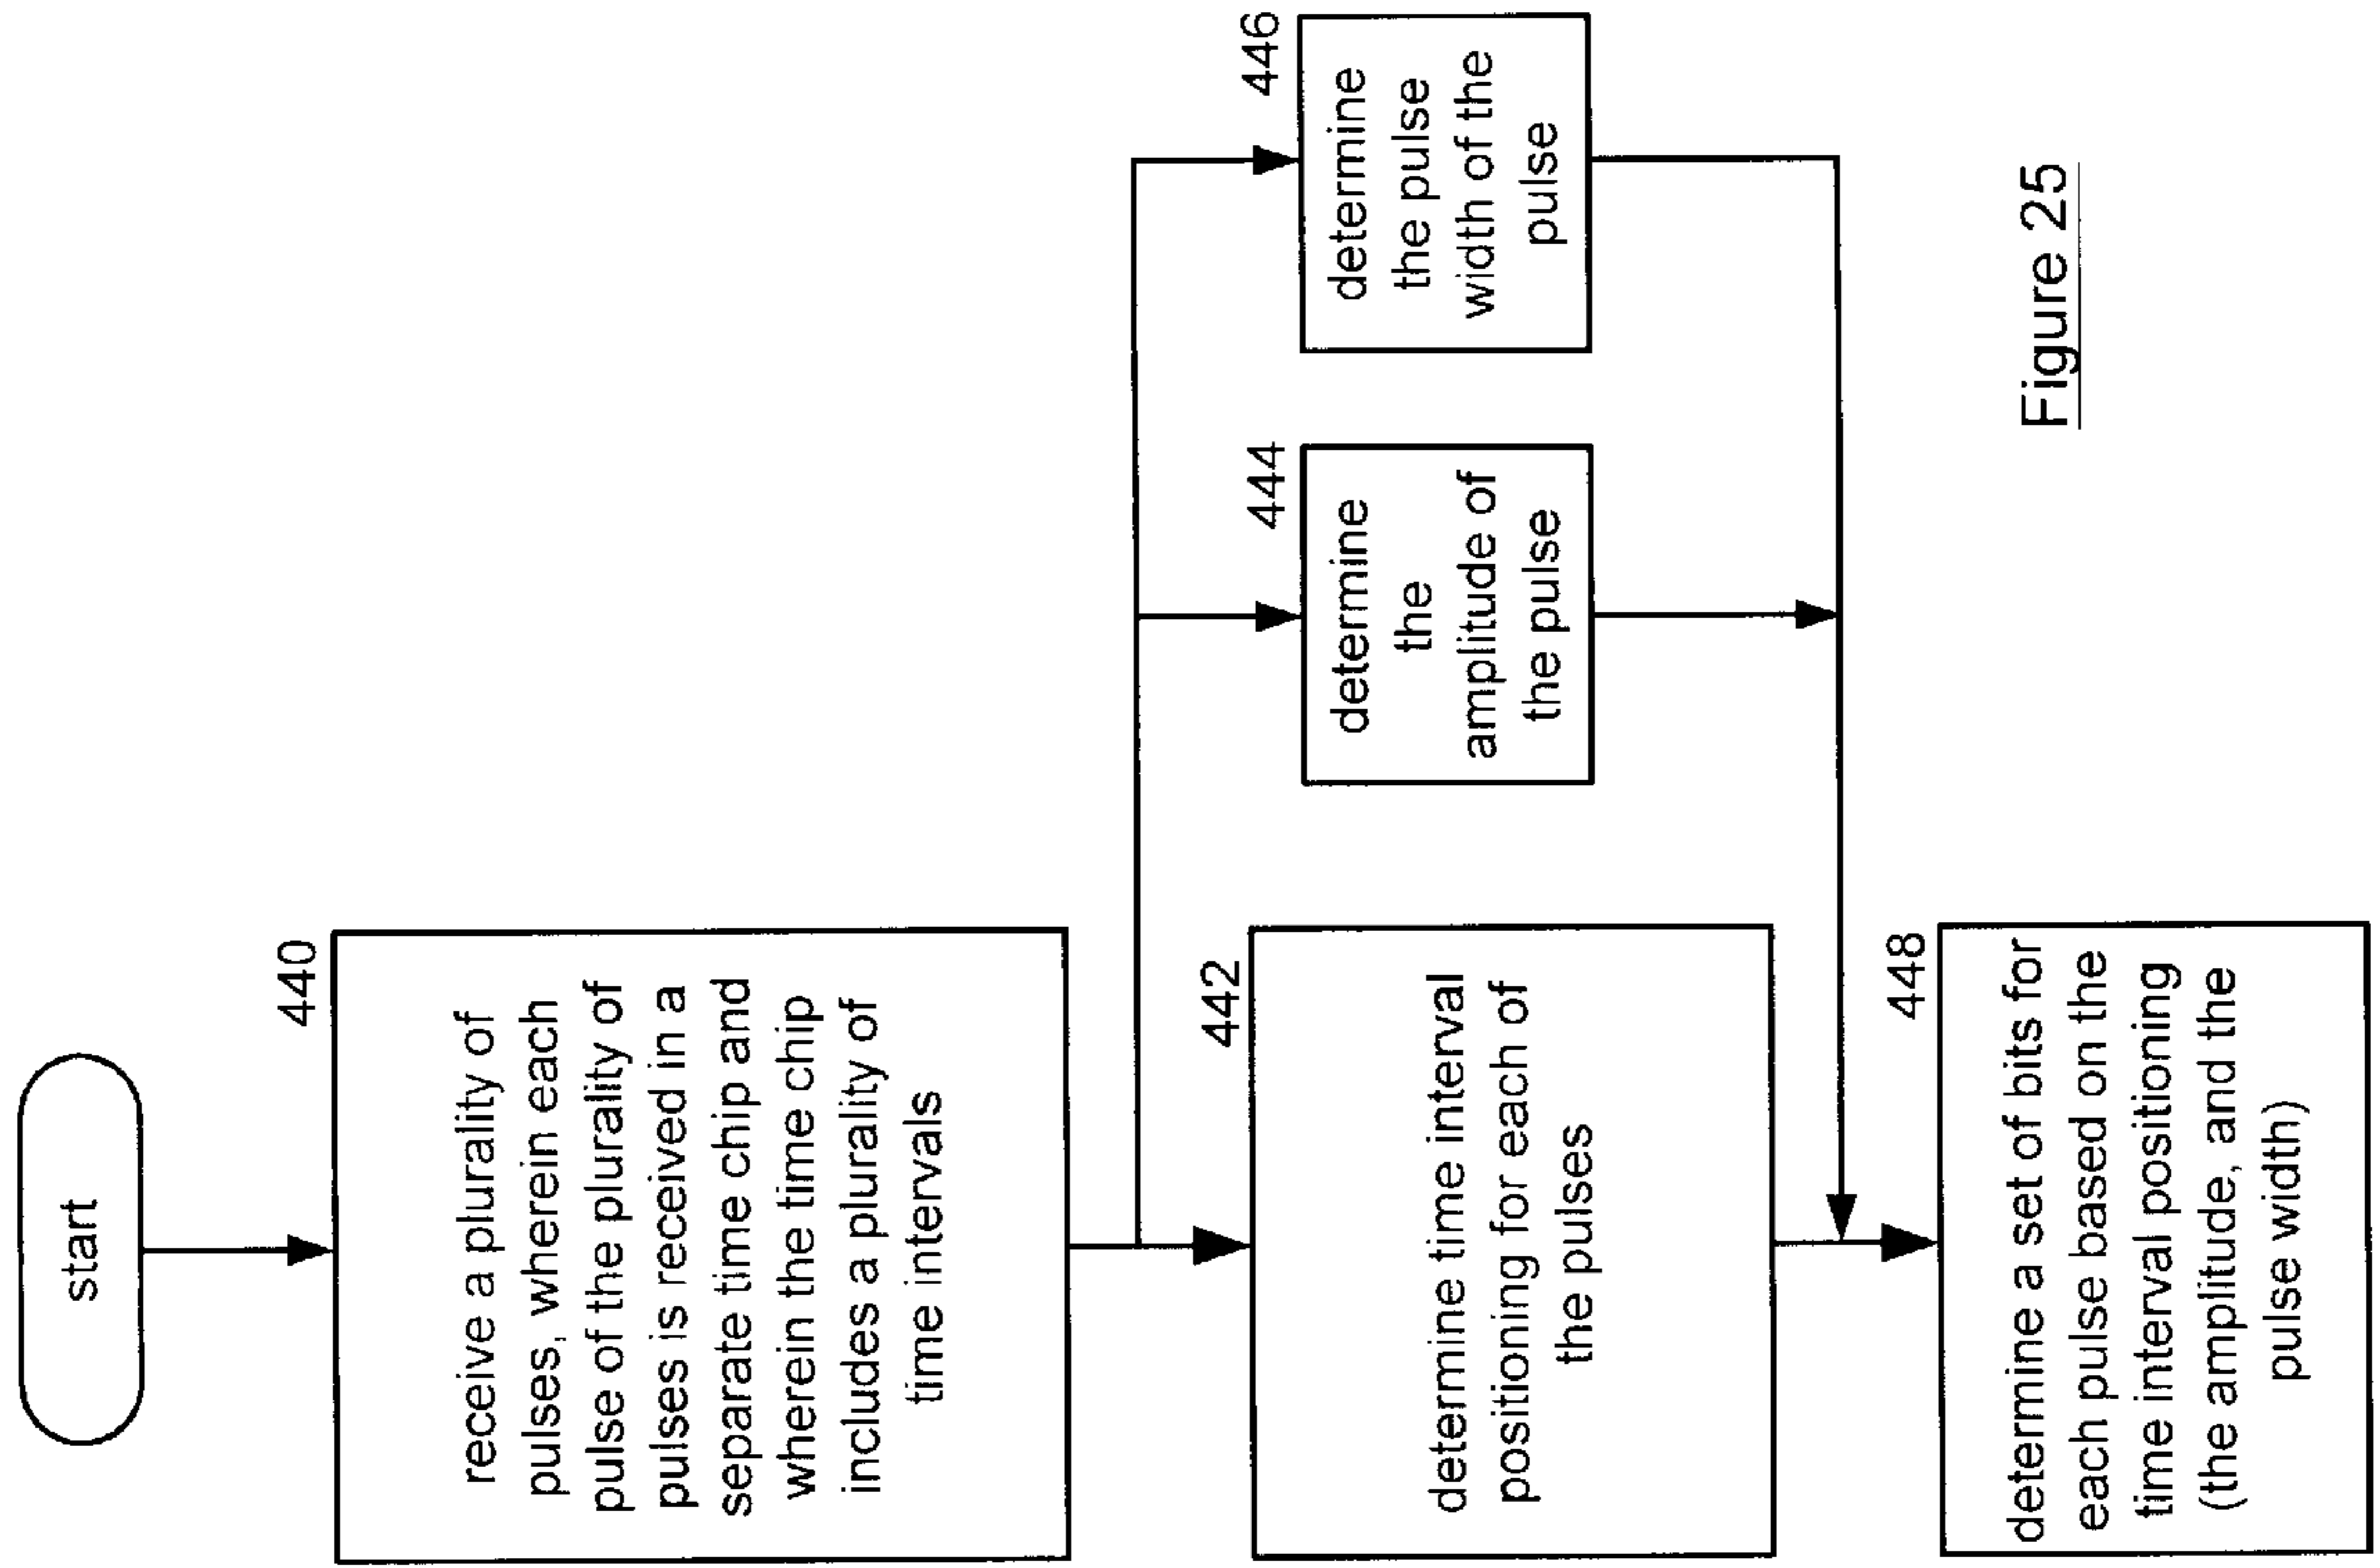 start
440
receive a plurality of
pulses, wherein each
pulse of the plurality of
pulses is received in a
separate time chip and
wherein the time chip
includes a plurality of
time intervals
442
determine time interval
positioning for each of
the pulses
444
determine
the
amplitude of
the pulse
446
determine
the pulse
width of the
pulse
448
determine a set of bits for
each pulse based on the
time interval positioning
(the amplitude, and the
pulse width)
Figure 25